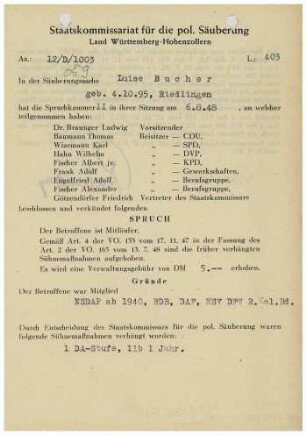 Staatskommissariat für die pol. Säuberung
Land Württemberg-Hohenzollern
Az.: 12/D/1003 L: 403
In der Säuberungssache Luise Bucher
geb. 4.10.95, Riedlingen
hat die Spruchkammer II in ihrer Sitzung am 6.8.48 , an welcher
teilgenommen haben:
Dr. Braunger Ludwig Vorsitzender
Baumann Thomas Beisitzer — CDU,
Wizemann Karl „ — SPD,
Hahn Wilhelm „ — DVP,
Fischer Albert jr. „ — KPD,
Frank Adolf „ — Gewerkschaften,
Engelfried Adolf „ — Berufsgruppe,
Fischer Alexander „ — Berufsgruppe,
Götzendörfer Friedrich Vertreter des Staatskommissars
beschlossen und verkündet folgenden
SPRUCH
Der Betroffene ist Mitläufer.
Gemäß Art. 4 der VO. 133 vom 17. 11. 47 in der Fassung des
Art. 2 der VO. 165 vom 13. 7. 48 sind die früher verhängten
Sühnemaßnahmen aufgehoben.
Es wird eine Verwaltungsgebühr von DM 5.-- erhoben.
Gründe
Der Betroffene war Mitglied
NSDAP ab 1940, RDB, DAF, NSV DFW R.Kol.Bd.
Durch Entscheidung des Staatskommissars für die pol. Säuberung waren
folgende Sühnemaßnahmen verhängt worden:
1 DA-Stufe, 11b 1 Jahr.